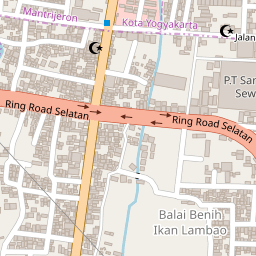 Mantrijeron
Kota Yogyakarta
Jalan
P.T San
Sew
Ring Road Selatan
Ring Road Selatan
Balai Benih
Ikan Lambao